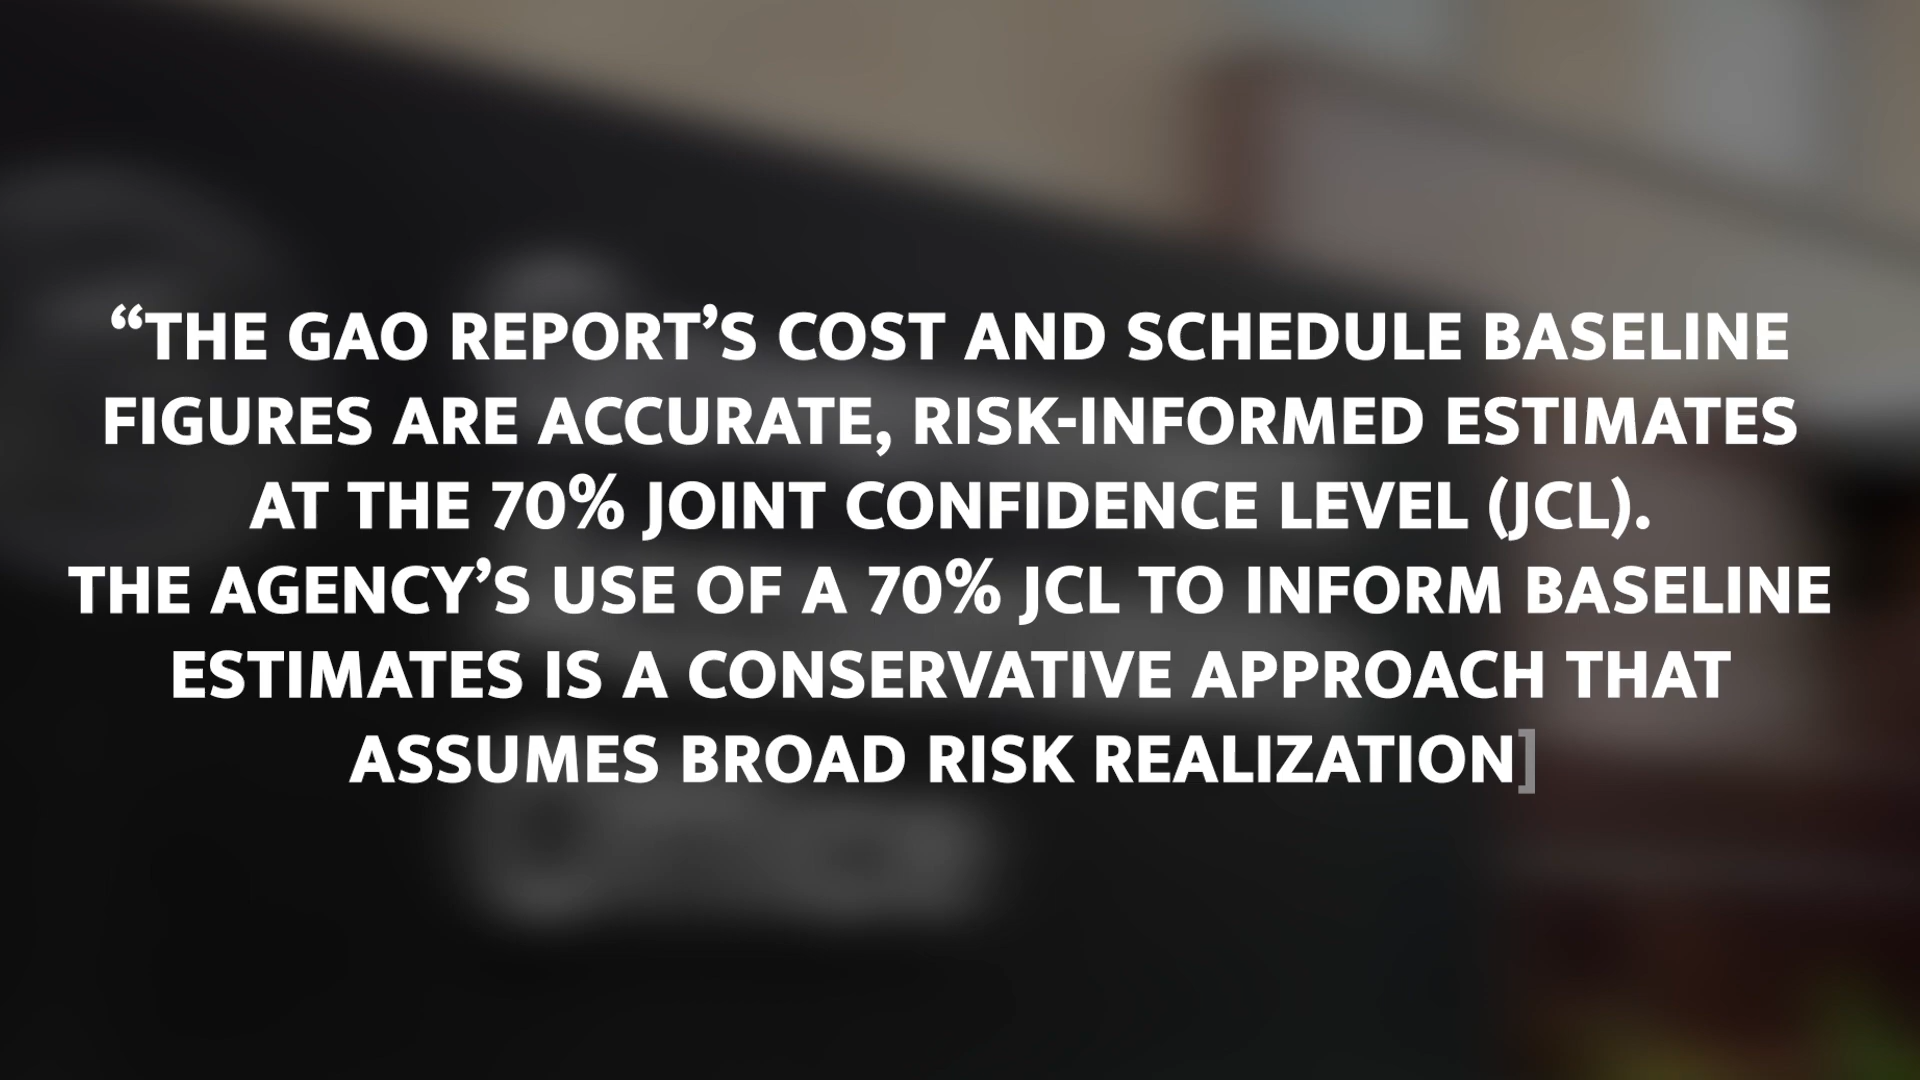 “THE GAO REPORT’S COST AND SCHEDULE BASELINE
FIGURES ARE ACCURATE, RISK-INFORMED ESTIMATES
AT THE 70% JOINT CONFIDENCE LEVEL (JCL).
THE AGENCY’S USE OF A 70% JCL TO INFORM BASELINE
ESTIMATES IS A CONSERVATIVE APPROACH THAT
ASSUMES BROAD RISK REALIZATION]